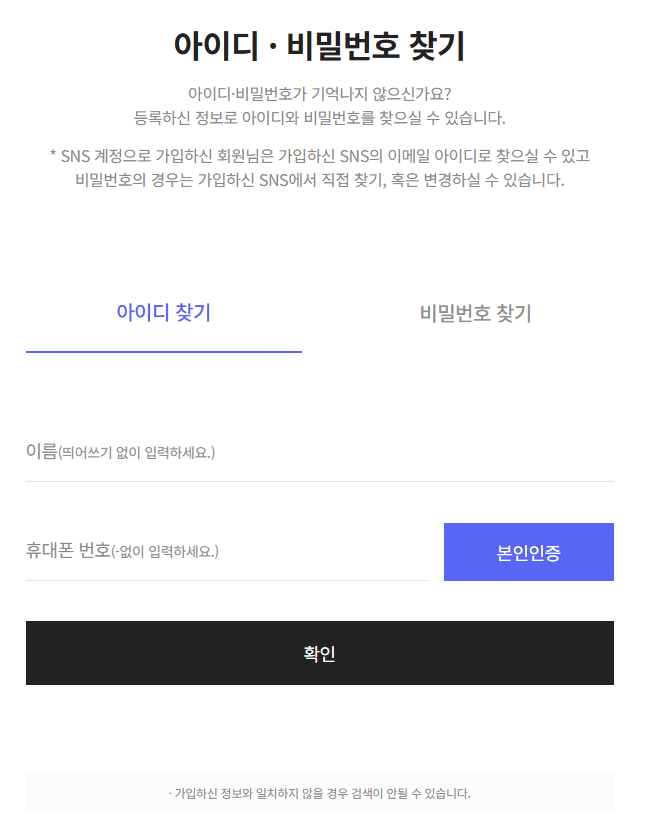 아이디 · 비밀번호 찾기
아이디·비밀번호가 기억나지 않으신가요?
등록하신 정보로 아이디와 비밀번호를 찾으실 수 있습니다.
* SNS 계정으로 가입하신 회원님은 가입하신 SNS의 이메일 아이디로 찾으실 수 있고
비밀번호의 경우는 가입하신 SNS에서 직접 찾기, 혹은 변경하실 수 있습니다.
아이디 찾기
비밀번호 찾기
이름(띄어쓰기 없이 입력하세요.)
휴대폰 번호(-없이 입력하세요.)
본인인증
확인
· 가입하신 정보와 일치하지 않을 경우 검색이 안될 수 있습니다.